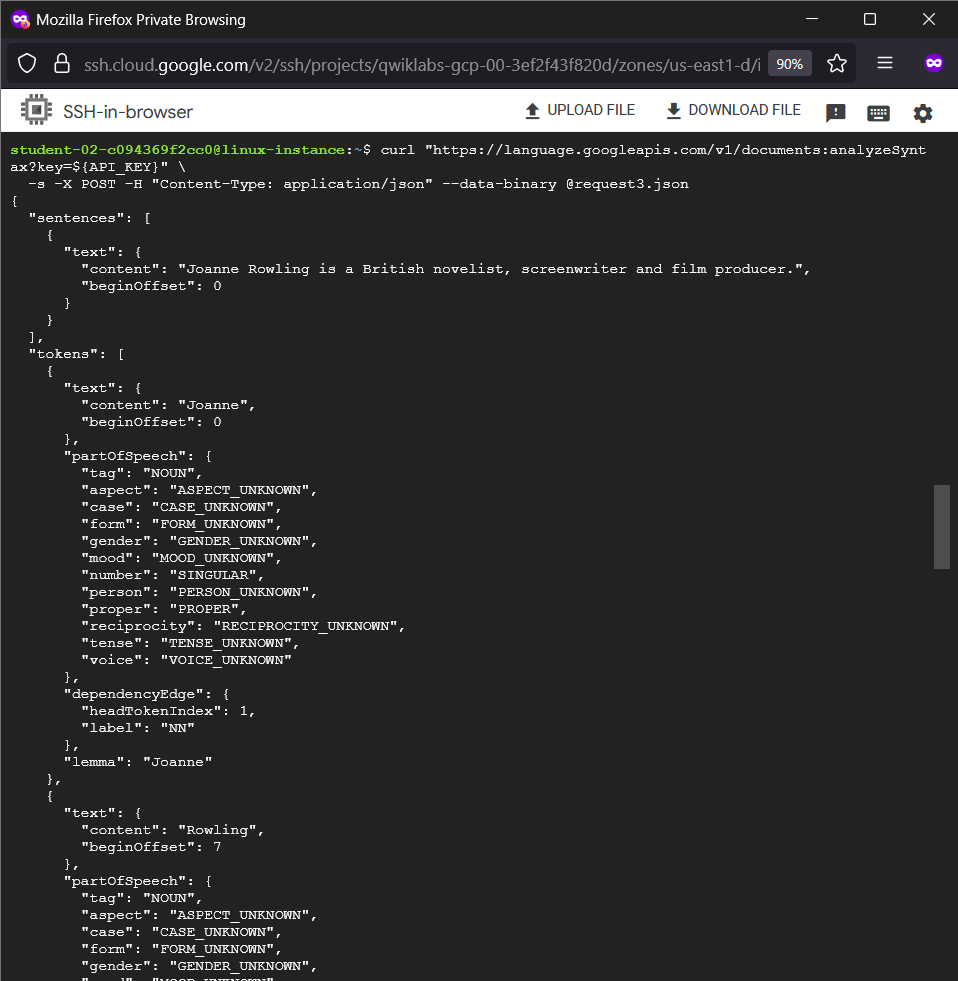 Mozilla Firefox Private Browsing
ssh.cloud.google.com/v2/ssh/projects/qwiklabs-gcp-00-3ef2f43f820d/zones/us-east1-d/i 90%
SSH-in-browser UPLOAD FILE DOWNLOAD FILE
student-02-c094369f2cc0@linux-instance:~$ curl "https://language.googleapis.com/v1/documents:analyzeSynt
ax?key=${API_KEY}" \
  -s -X POST -H "Content-Type: application/json" --data-binary @request3.json
{
  "sentences": [
    {
      "text": {
        "content": "Joanne Rowling is a British novelist, screenwriter and film producer.",
        "beginOffset": 0
      }
    }
  ],
  "tokens": [
    {
      "text": {
        "content": "Joanne",
        "beginOffset": 0
      },
      "partOfSpeech": {
        "tag": "NOUN",
        "aspect": "ASPECT_UNKNOWN",
        "case": "CASE_UNKNOWN",
        "form": "FORM_UNKNOWN",
        "gender": "GENDER_UNKNOWN",
        "mood": "MOOD_UNKNOWN",
        "number": "SINGULAR",
        "person": "PERSON_UNKNOWN",
        "proper": "PROPER",
        "reciprocity": "RECIPROCITY_UNKNOWN",
        "tense": "TENSE_UNKNOWN",
        "voice": "VOICE_UNKNOWN"
      },
      "dependencyEdge": {
        "headTokenIndex": 1,
        "label": "NN"
      },
      "lemma": "Joanne"
    },
    {
      "text": {
        "content": "Rowling",
        "beginOffset": 7
      },
      "partOfSpeech": {
        "tag": "NOUN",
        "aspect": "ASPECT_UNKNOWN",
        "case": "CASE_UNKNOWN",
        "form": "FORM_UNKNOWN",
        "gender": "GENDER_UNKNOWN",